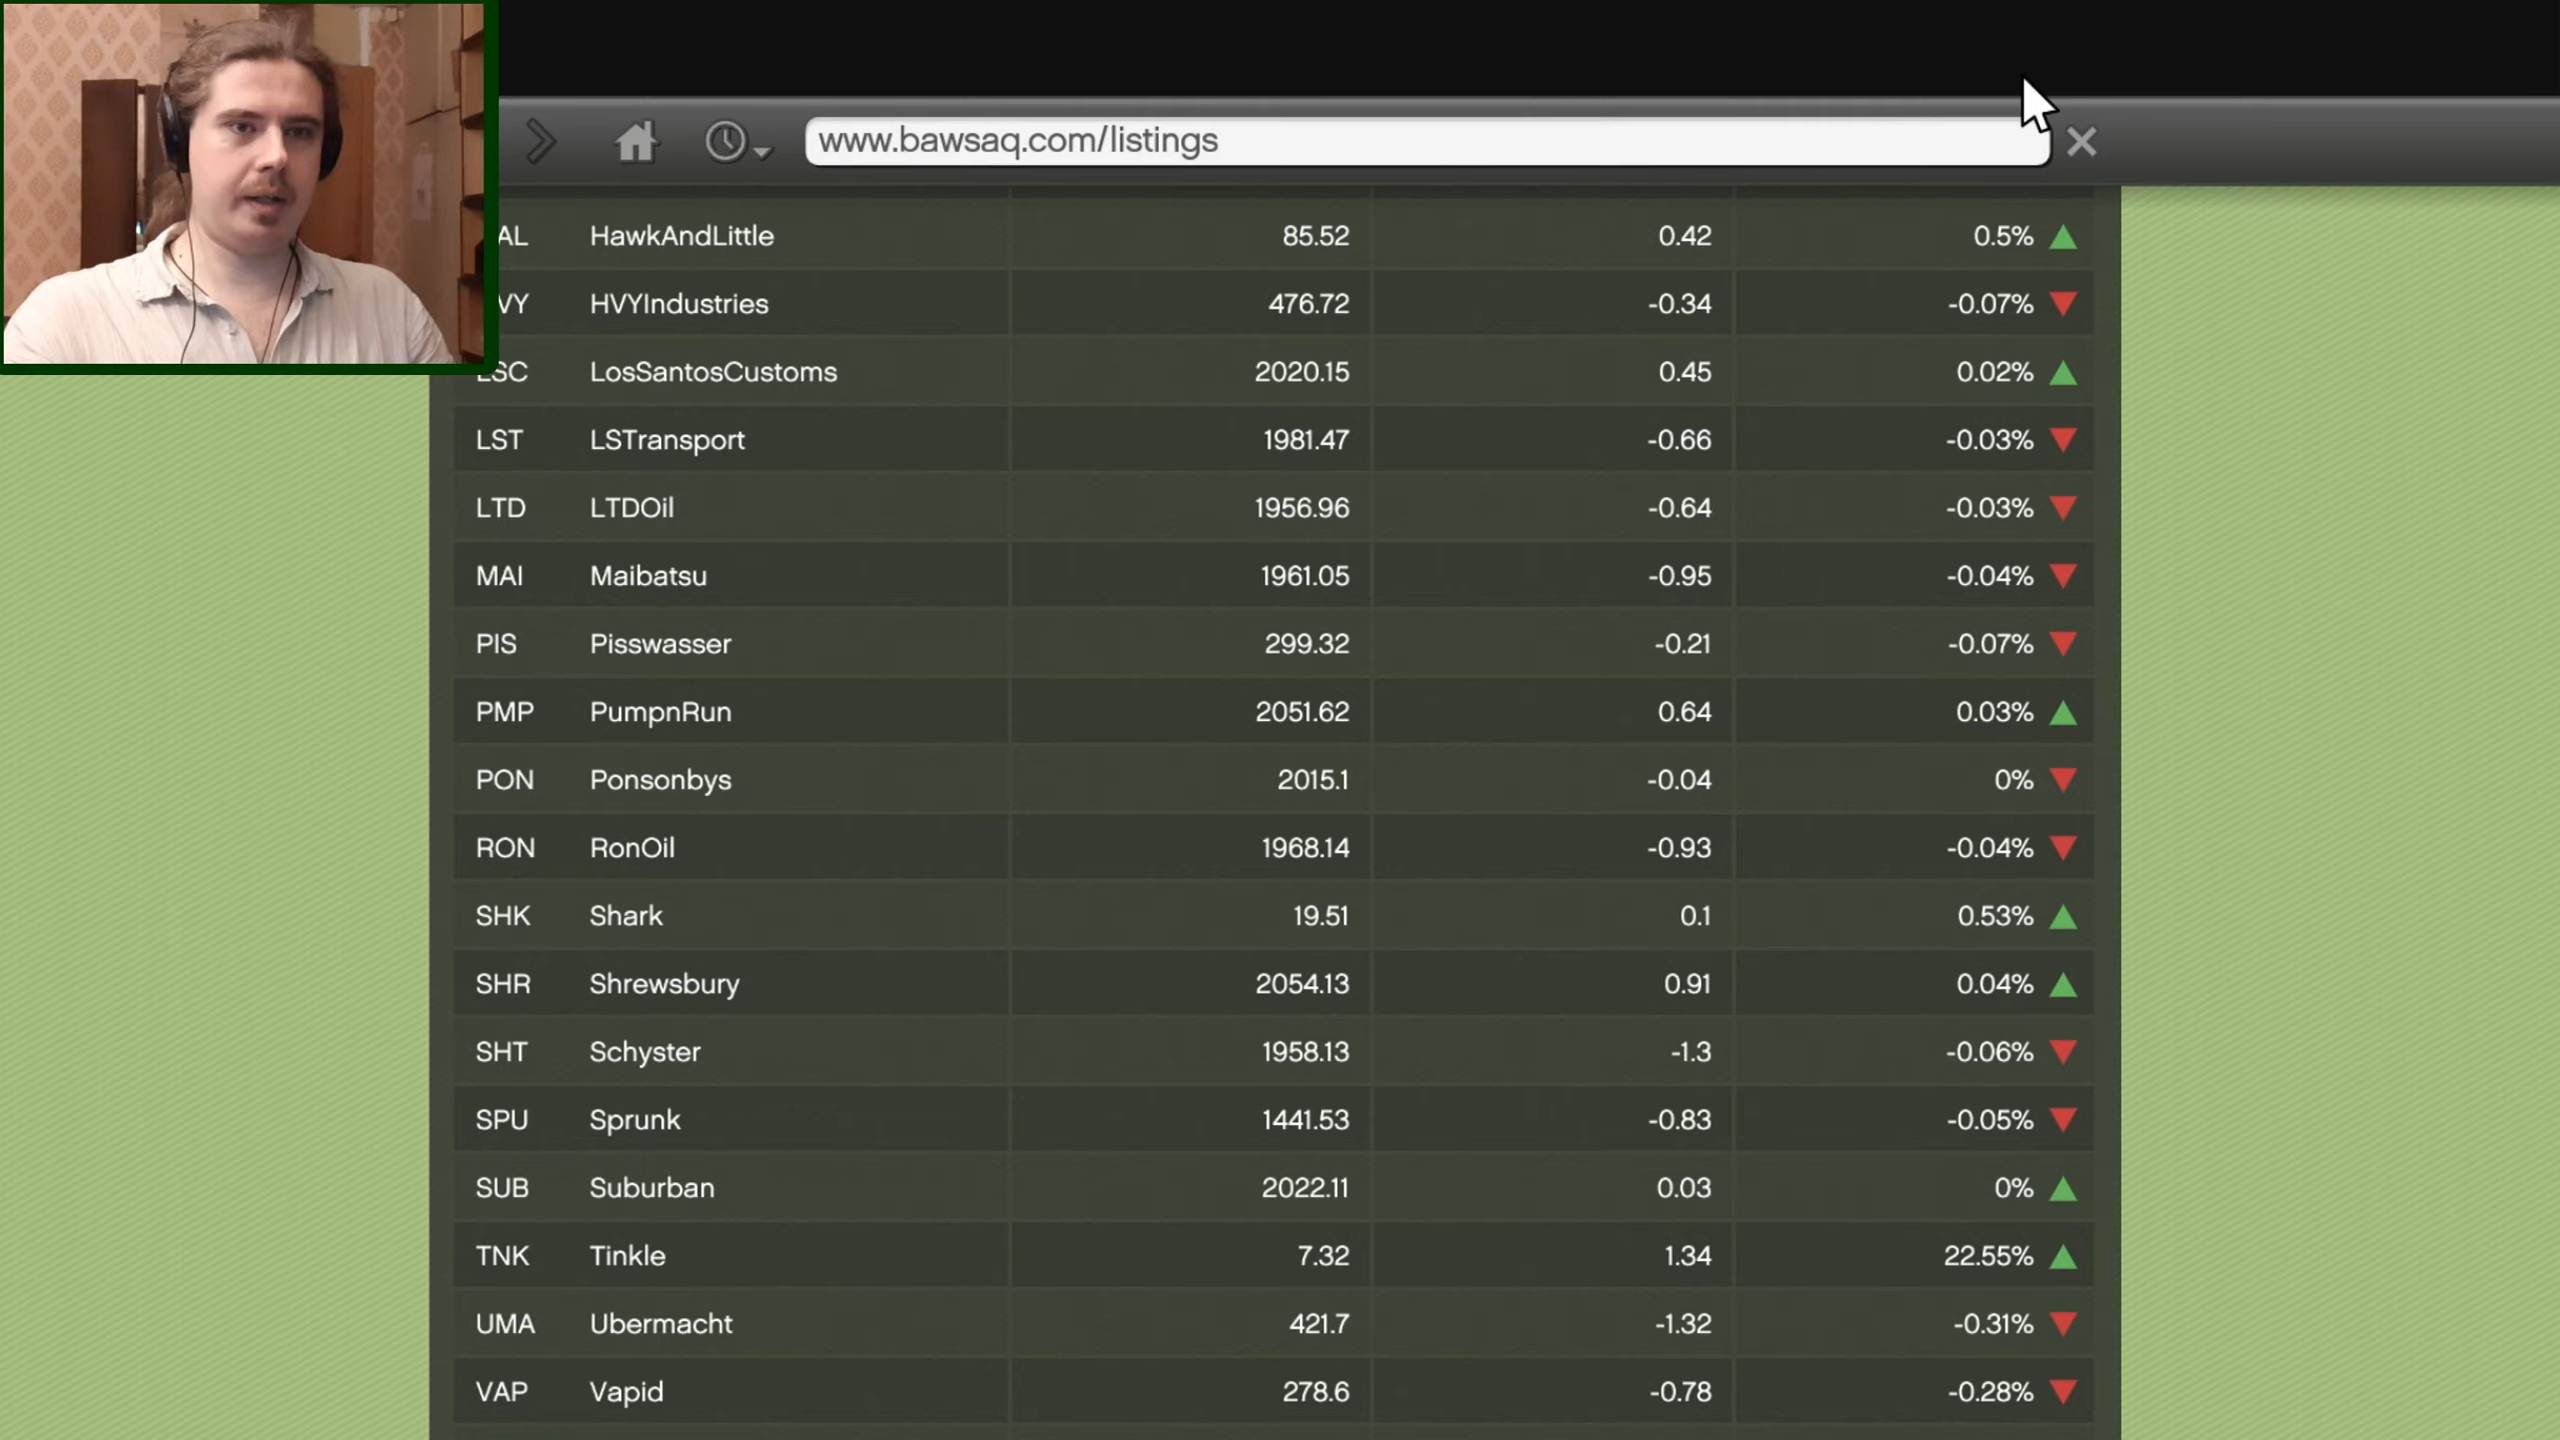 www.bawsaq.com/listings
AL HawkAndLittle 85.52 0.42 0.5%
VY HVYIndustries 476.72 -0.34 -0.07%
LSC LosSantosCustoms 2020.15 0.45 0.02%
LST LSTransport 1981.47 -0.66 -0.03%
LTD LTDOil 1956.96 -0.64 -0.03%
MAI Maibatsu 1961.05 -0.95 -0.04%
PIS Pisswasser 299.32 -0.21 -0.07%
PMP PumpnRun 2051.62 0.64 0.03%
PON Ponsonbys 2015.1 -0.04 0%
RON RonOil 1968.14 -0.93 -0.04%
SHK Shark 19.51 0.1 0.53%
SHR Shrewsbury 2054.13 0.91 0.04%
SHT Schyster 1958.13 -1.3 -0.06%
SPU Sprunk 1441.53 -0.83 -0.05%
SUB Suburban 2022.11 0.03 0%
TNK Tinkle 7.32 1.34 22.55%
UMA Ubermacht 421.7 -1.32 -0.31%
VAP Vapid 278.6 -0.78 -0.28%